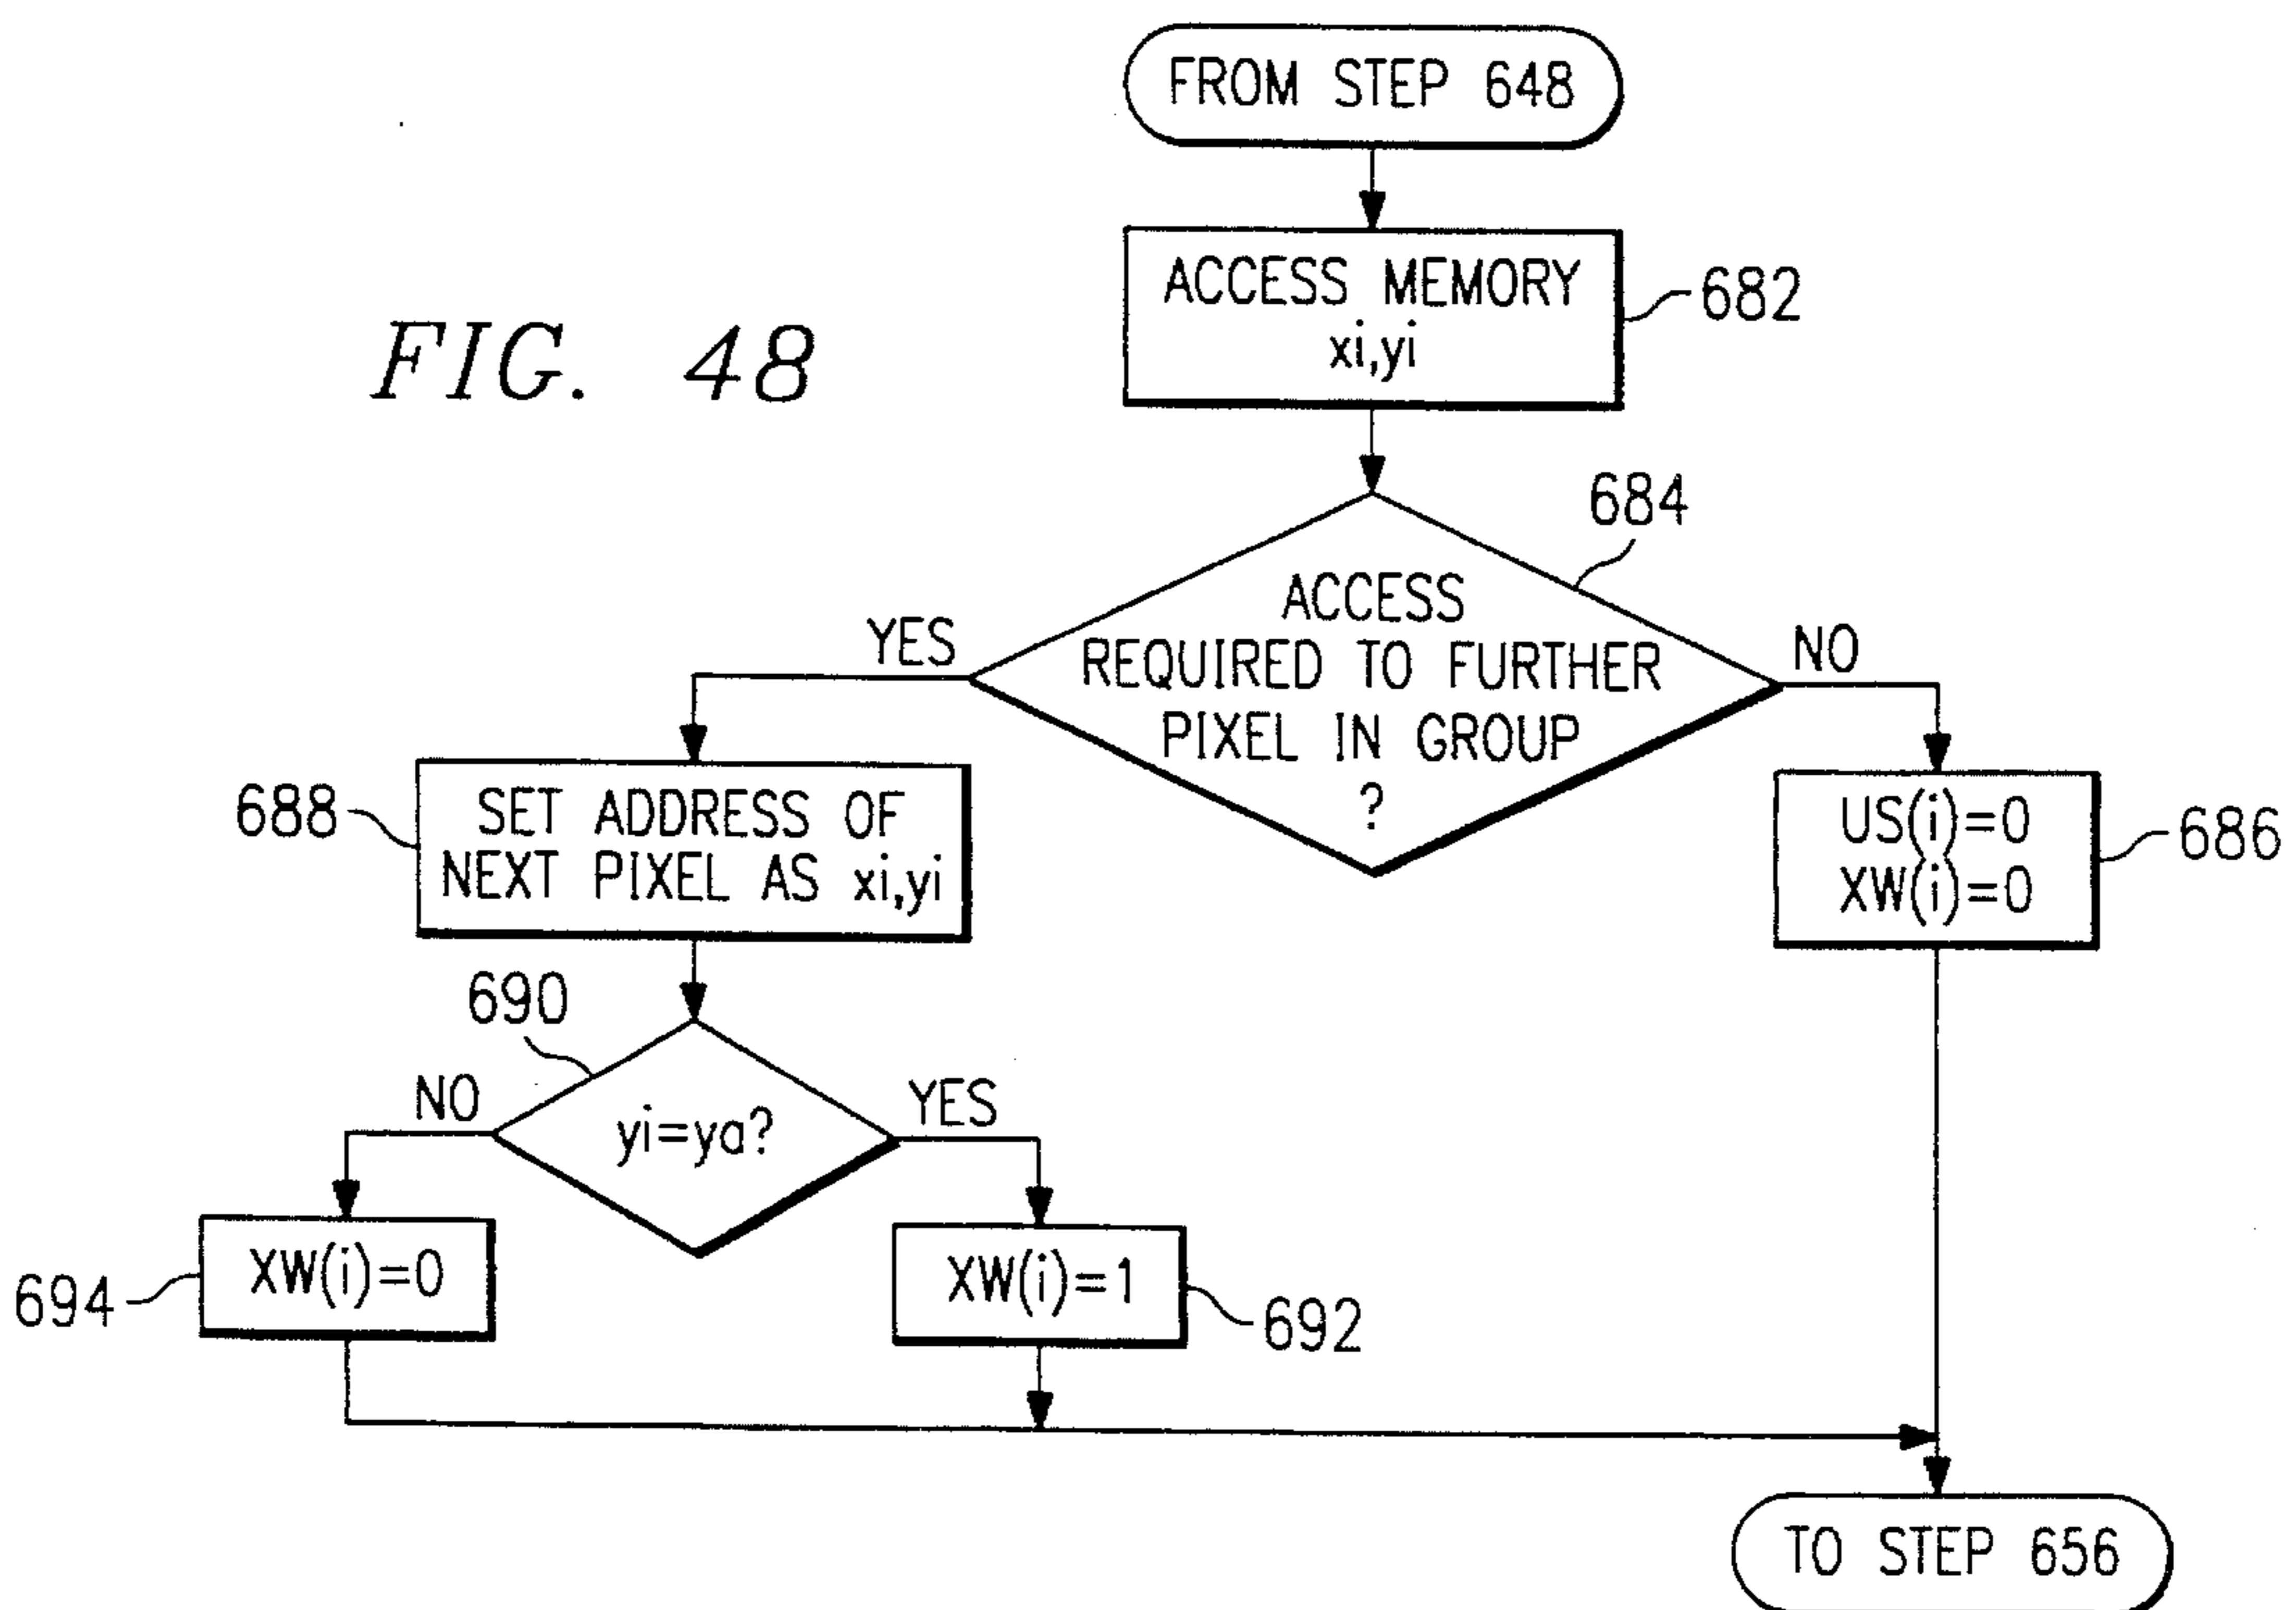 FROM STEP 648
ACCESS MEMORY
xi,yi
682
FIG. 48
684
ACCESS
REQUIRED TO FURTHER
PIXEL IN GROUP
?
YES
NO
688
SET ADDRESS OF
NEXT PIXEL AS xi,yi
US(i)=0
XW(i)=0
686
690
yi=ya?
NO
YES
XW(i)=0
694
XW(i)=1
692
TO STEP 656